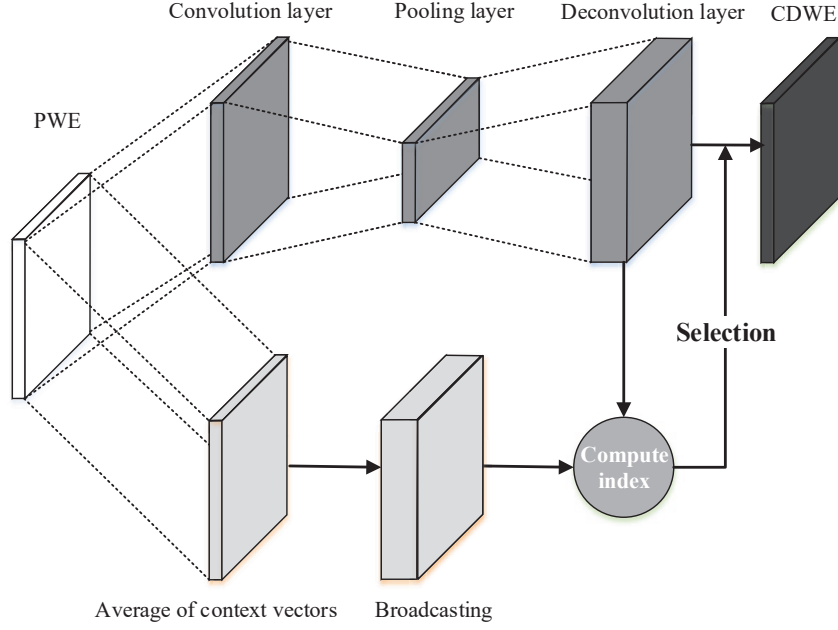 Convolution layer
Pooling layer
Deconvolution layer
CDWE
PWE
Selection
Compute
index
Average of context vectors
Broadcasting